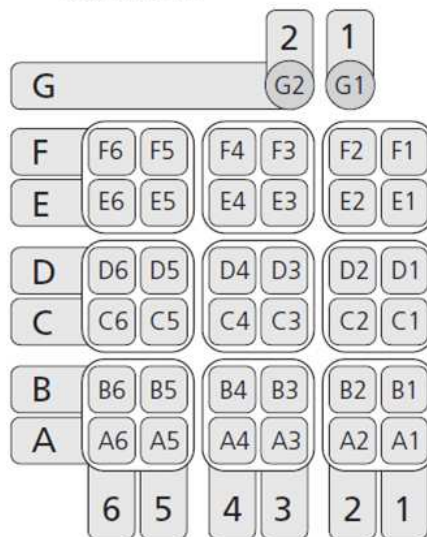 2 1
G G2 G1
F F6 F5 F4 F3 F2 F1
E E6 E5 E4 E3 E2 E1
D D6 D5 D4 D3 D2 D1
C C6 C5 C4 C3 C2 C1
B B6 B5 B4 B3 B2 B1
A A6 A5 A4 A3 A2 A1
6 5 4 3 2 1